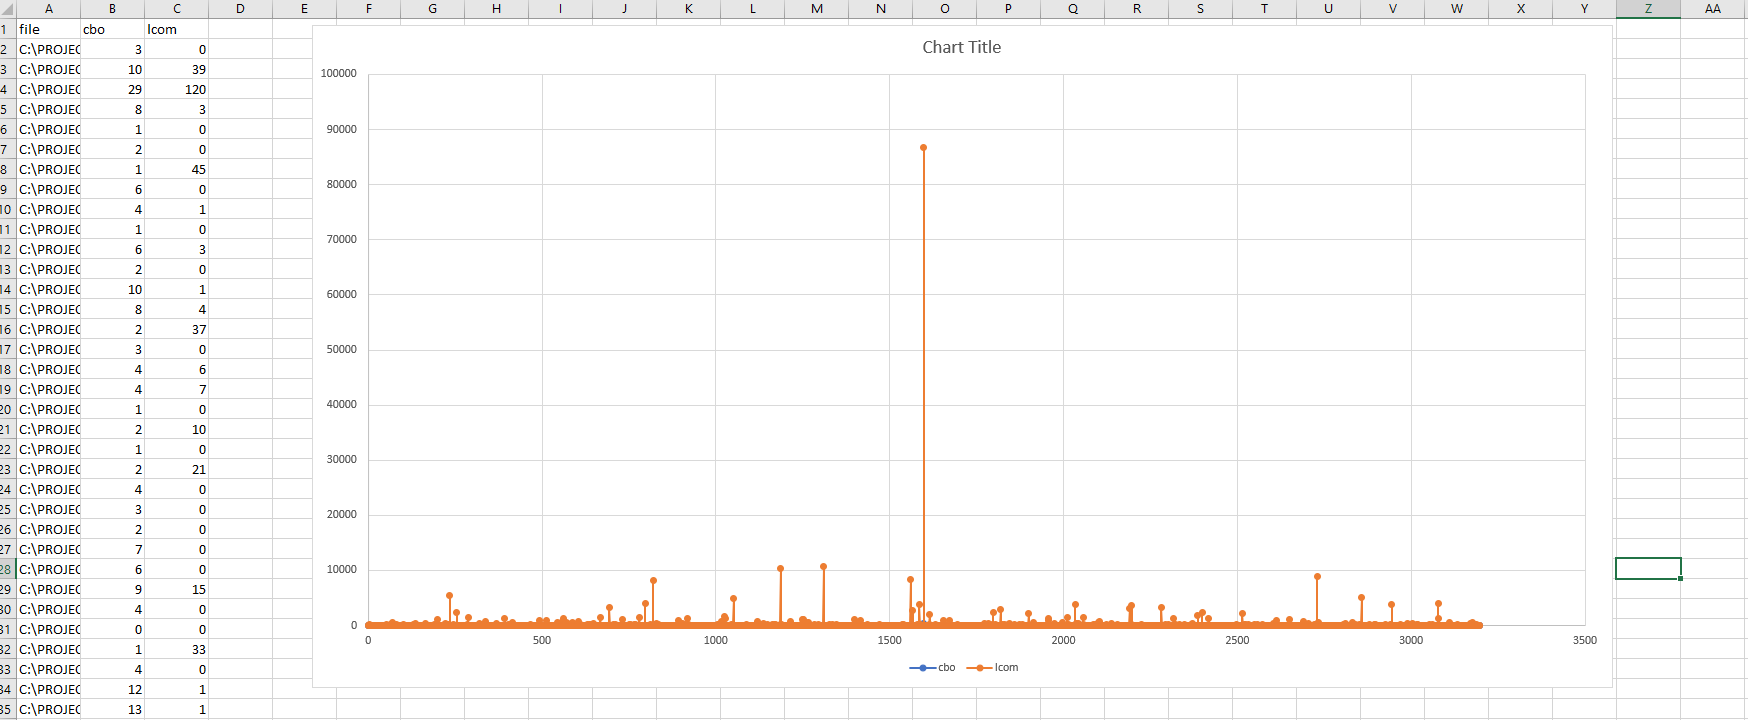 A B C D E F G H I J K L M N O P Q R S T U V W X Y Z AA
1 file cbo lcom
2 C:\PROJEC 3 0
3 C:\PROJEC 10 39
4 C:\PROJEC 29 120
5 C:\PROJEC 8 3
6 C:\PROJEC 1 0
7 C:\PROJEC 2 0
8 C:\PROJEC 1 45
9 C:\PROJEC 6 0
10 C:\PROJEC 4 1
11 C:\PROJEC 1 0
12 C:\PROJEC 6 3
13 C:\PROJEC 2 0
14 C:\PROJEC 10 1
15 C:\PROJEC 8 4
16 C:\PROJEC 2 37
17 C:\PROJEC 3 0
18 C:\PROJEC 4 6
19 C:\PROJEC 4 7
20 C:\PROJEC 1 0
21 C:\PROJEC 2 10
22 C:\PROJEC 1 0
23 C:\PROJEC 2 21
24 C:\PROJEC 4 0
25 C:\PROJEC 3 0
26 C:\PROJEC 2 0
27 C:\PROJEC 7 0
28 C:\PROJEC 6 0
29 C:\PROJEC 9 15
30 C:\PROJEC 4 0
31 C:\PROJEC 0 0
32 C:\PROJEC 1 33
33 C:\PROJEC 4 0
34 C:\PROJEC 12 1
35 C:\PROJEC 13 1
Chart Title
100000
90000
80000
70000
60000
50000
40000
30000
20000
10000
0
0 500 1000 1500 2000 2500 3000 3500
cbo lcom